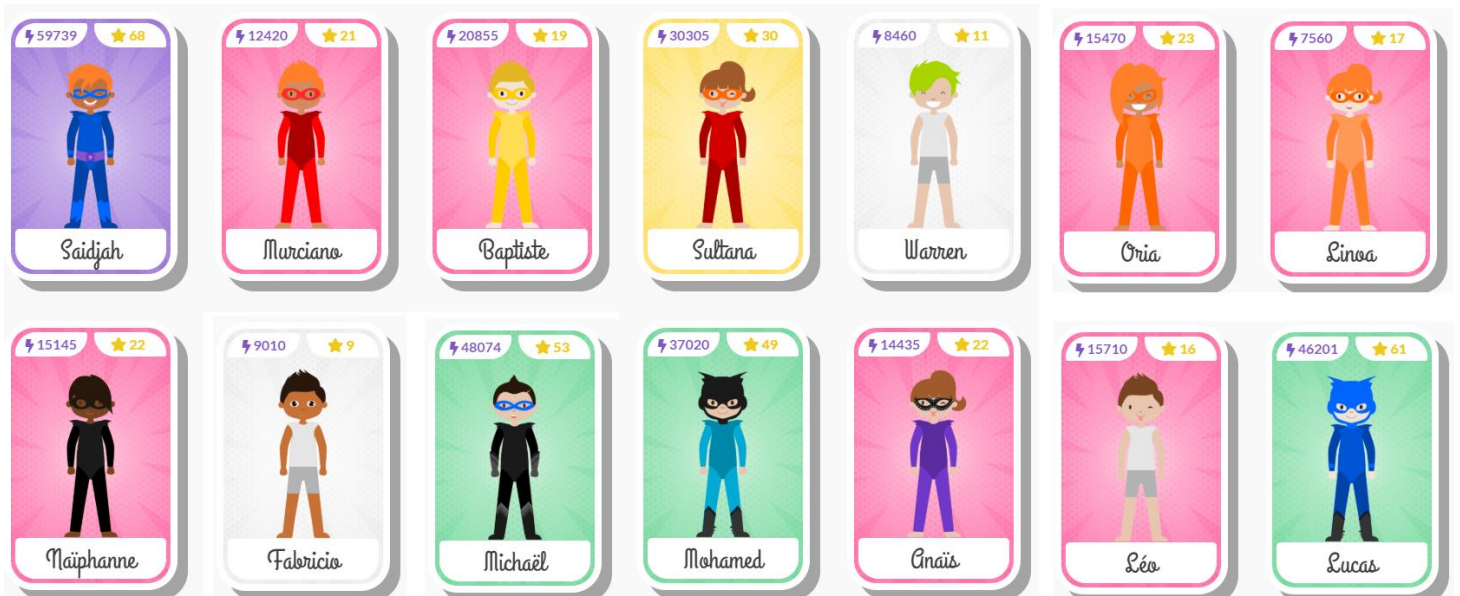 59739 68
12420 21
20855 19
30305 30
8460 11
15470 23
7560 17
Saidjah
Murciano
Baptiste
Sultana
Warren
Oria
Linoa
15145 22
9010 9
48074 53
37020 49
14435 22
15710 16
46201 61
Naïphanne
Fabricio
Michaël
Mohamed
Anaïs
Léo
Lucas